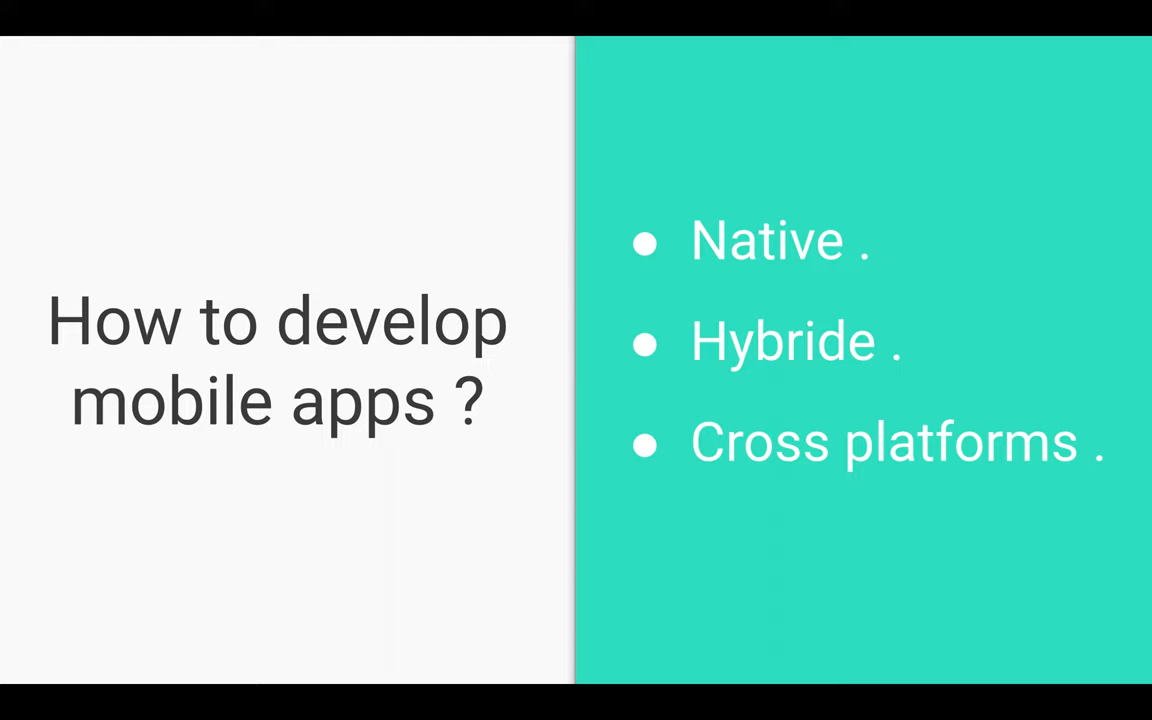 How to develop
mobile apps ?
● Native .
● Hybride .
● Cross platforms .